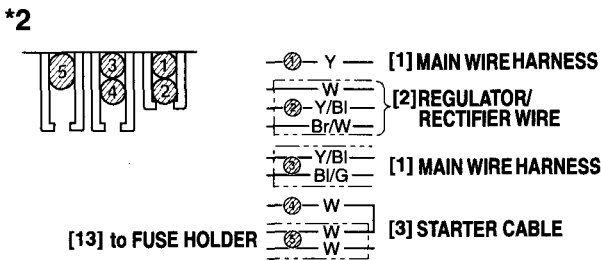 *2
5 3 1
4 2
1 Y [1] MAIN WIRE HARNESS
W
2 Y/Bl [2] REGULATOR/
Br/W RECTIFIER WIRE
3 Y/Bl [1] MAIN WIRE HARNESS
Bl/G
4 W
[3] STARTER CABLE
[13] to FUSE HOLDER 5 W
W